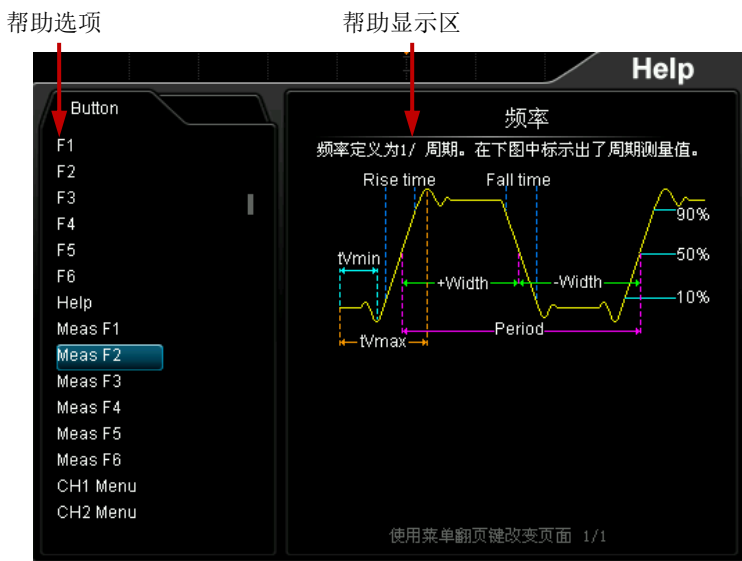 帮助选项
帮助显示区
Help
Button
F1
F2
F3
F4
F5
F6
Help
Meas F1
Meas F2
Meas F3
Meas F4
Meas F5
Meas F6
CH1 Menu
CH2 Menu
频率
频率定义为1/ 周期。在下图中标示出了周期测量值。
Rise time
Fall time
90%
tVmin
50%
+Width
-Width
10%
Period
tVmax
使用菜单翻页键改变页面 1/1